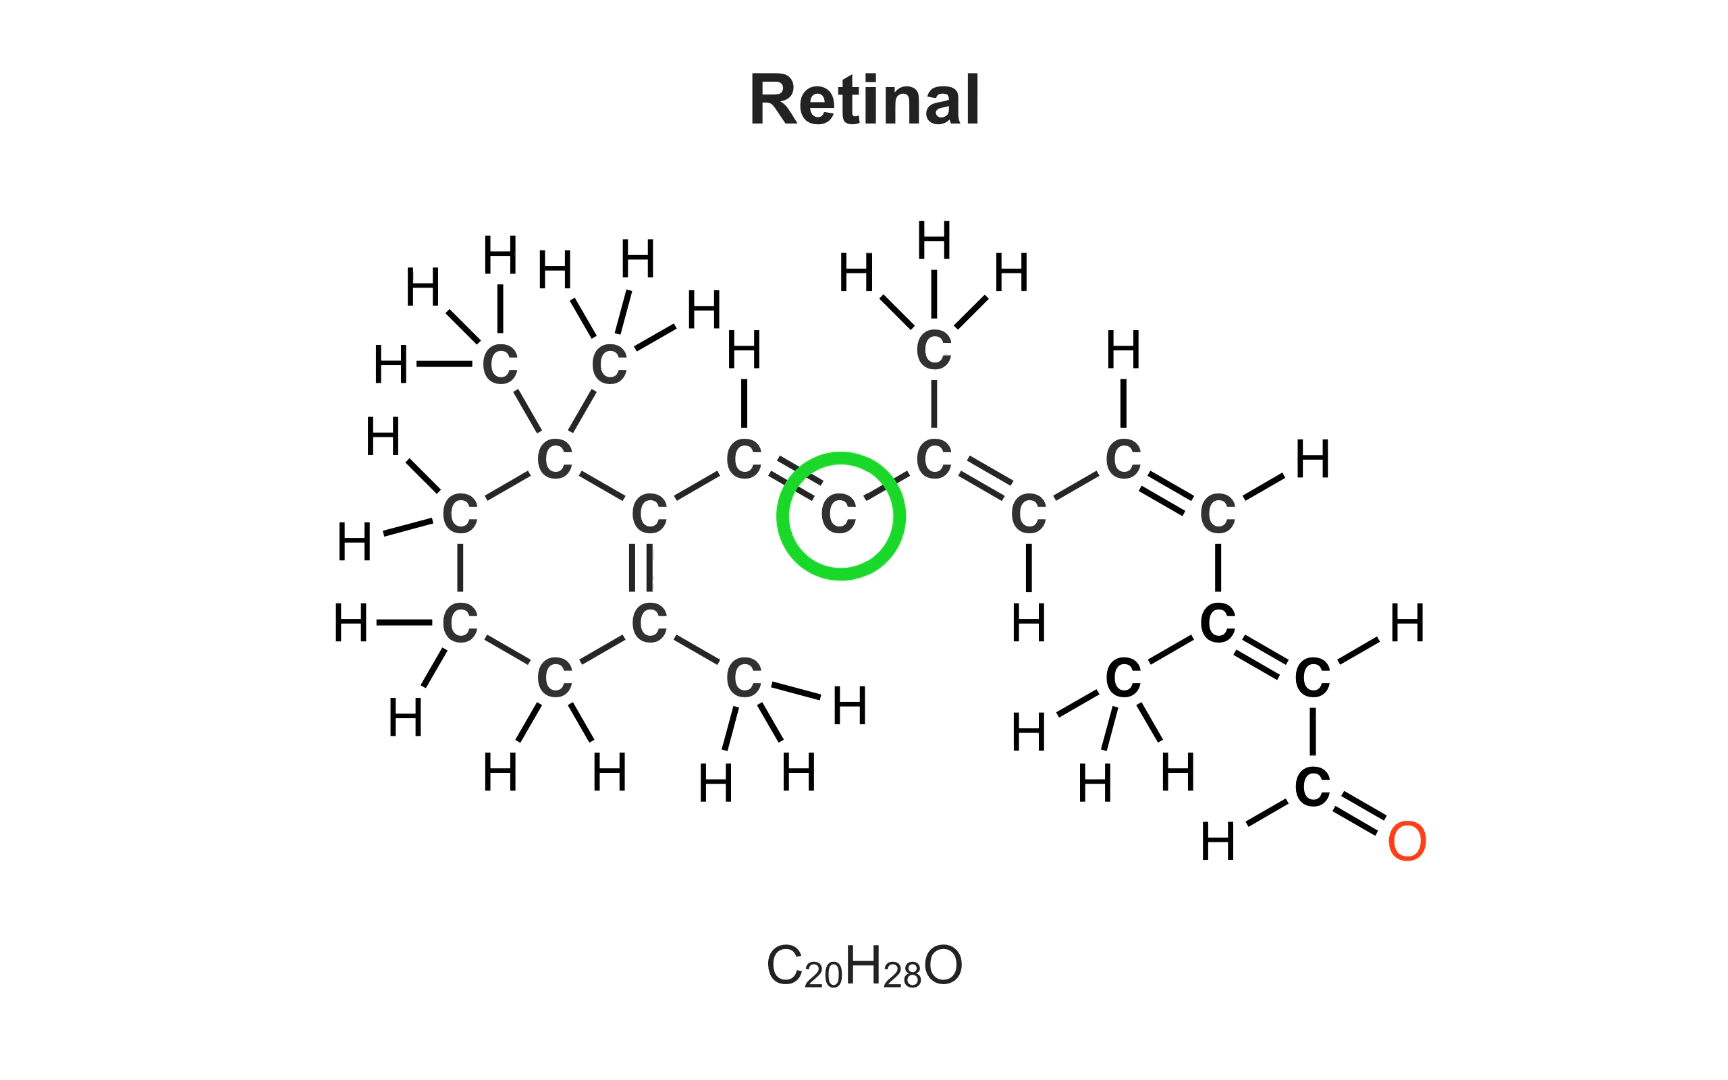 Retinal
H H H H H
H H H H
H C C H C H
H C C C C H
C C C C C
H C C H C H
H C C C C H
H H H H H H H C
H O
C₂₀H₂₈O